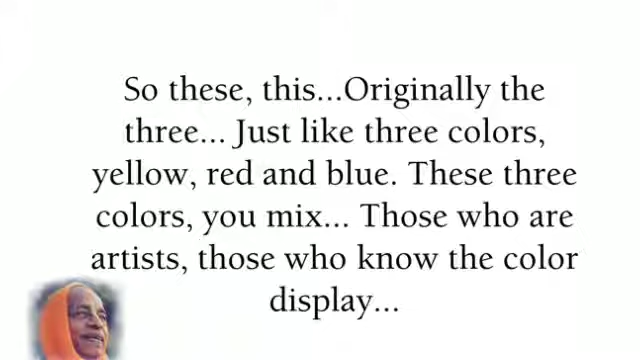 So these, this...Originally the
three... Just like three colors,
yellow, red and blue. These three
colors, you mix... Those who are
artists, those who know the color
display...